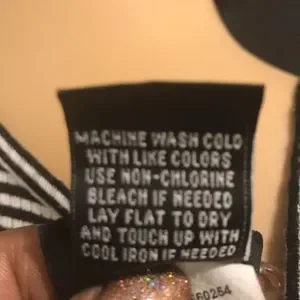 MACHINE WASH COLD
WITH LIKE COLORS
USE NON-CHLORINE
BLEACH IF NEEDED
LAY FLAT TO DRY
AND TOUCH UP WITH
COOL IRON IF NEEDED
60254